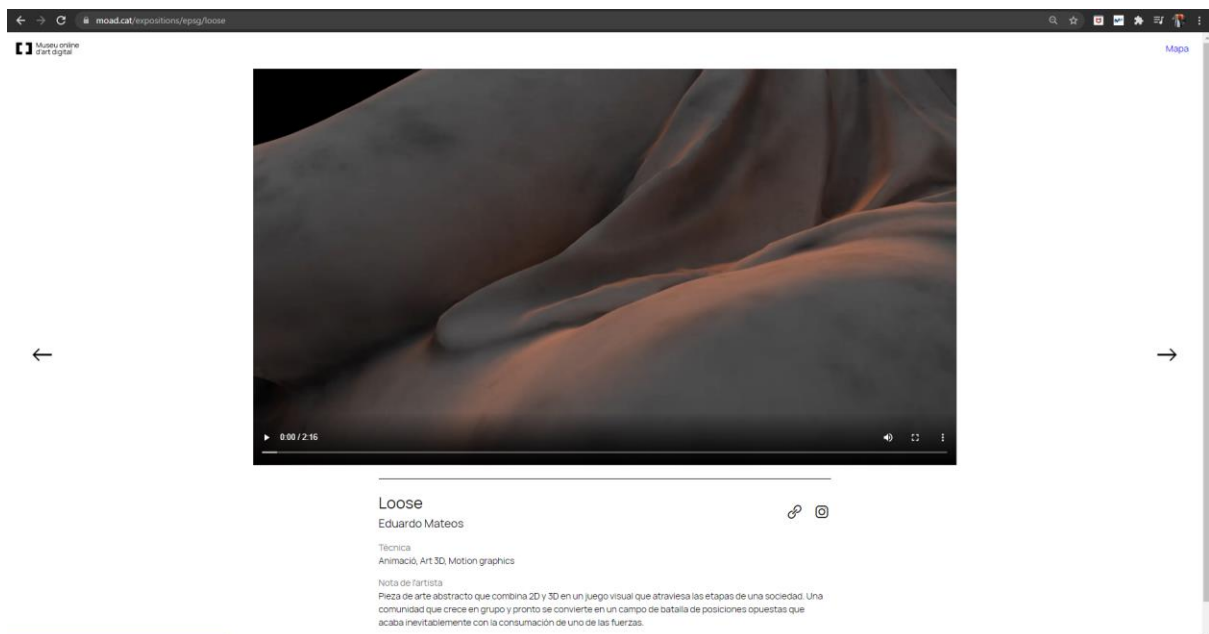 moad.cat/expositions/epsg/loose
Museu online
d'art digital
Mapa
0:00 / 2:16
Loose
Eduardo Mateos
Tècnica
Animació, Art 3D, Motion graphics
Nota de l'artista
Pieza de arte abstracto que combina 2D y 3D en un juego visual que atraviesa las etapas de una sociedad. Una
comunidad que crece en grupo y pronto se convierte en un campo de batalla de posiciones opuestas que
acaba inevitablemente con la consumación de uno de las fuerzas.